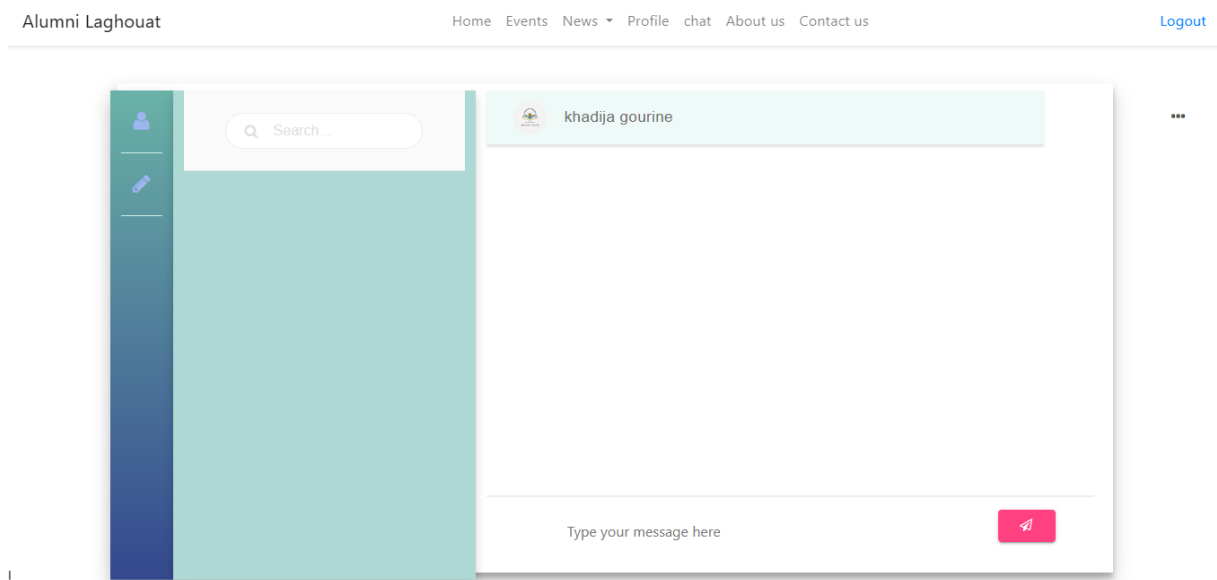 Alumni Laghouat Home Events News Profile chat About us Contact us Logout
Search...
khadija gourine
Type your message here